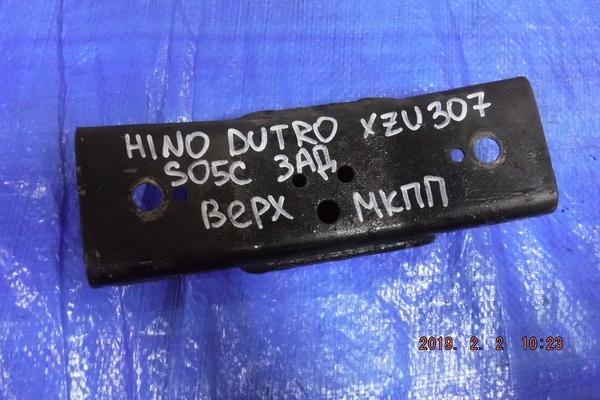 HINO DUTRO XZU307
S05C ЗАД
ВерХ МКПП
2019. 2. 2 10:23